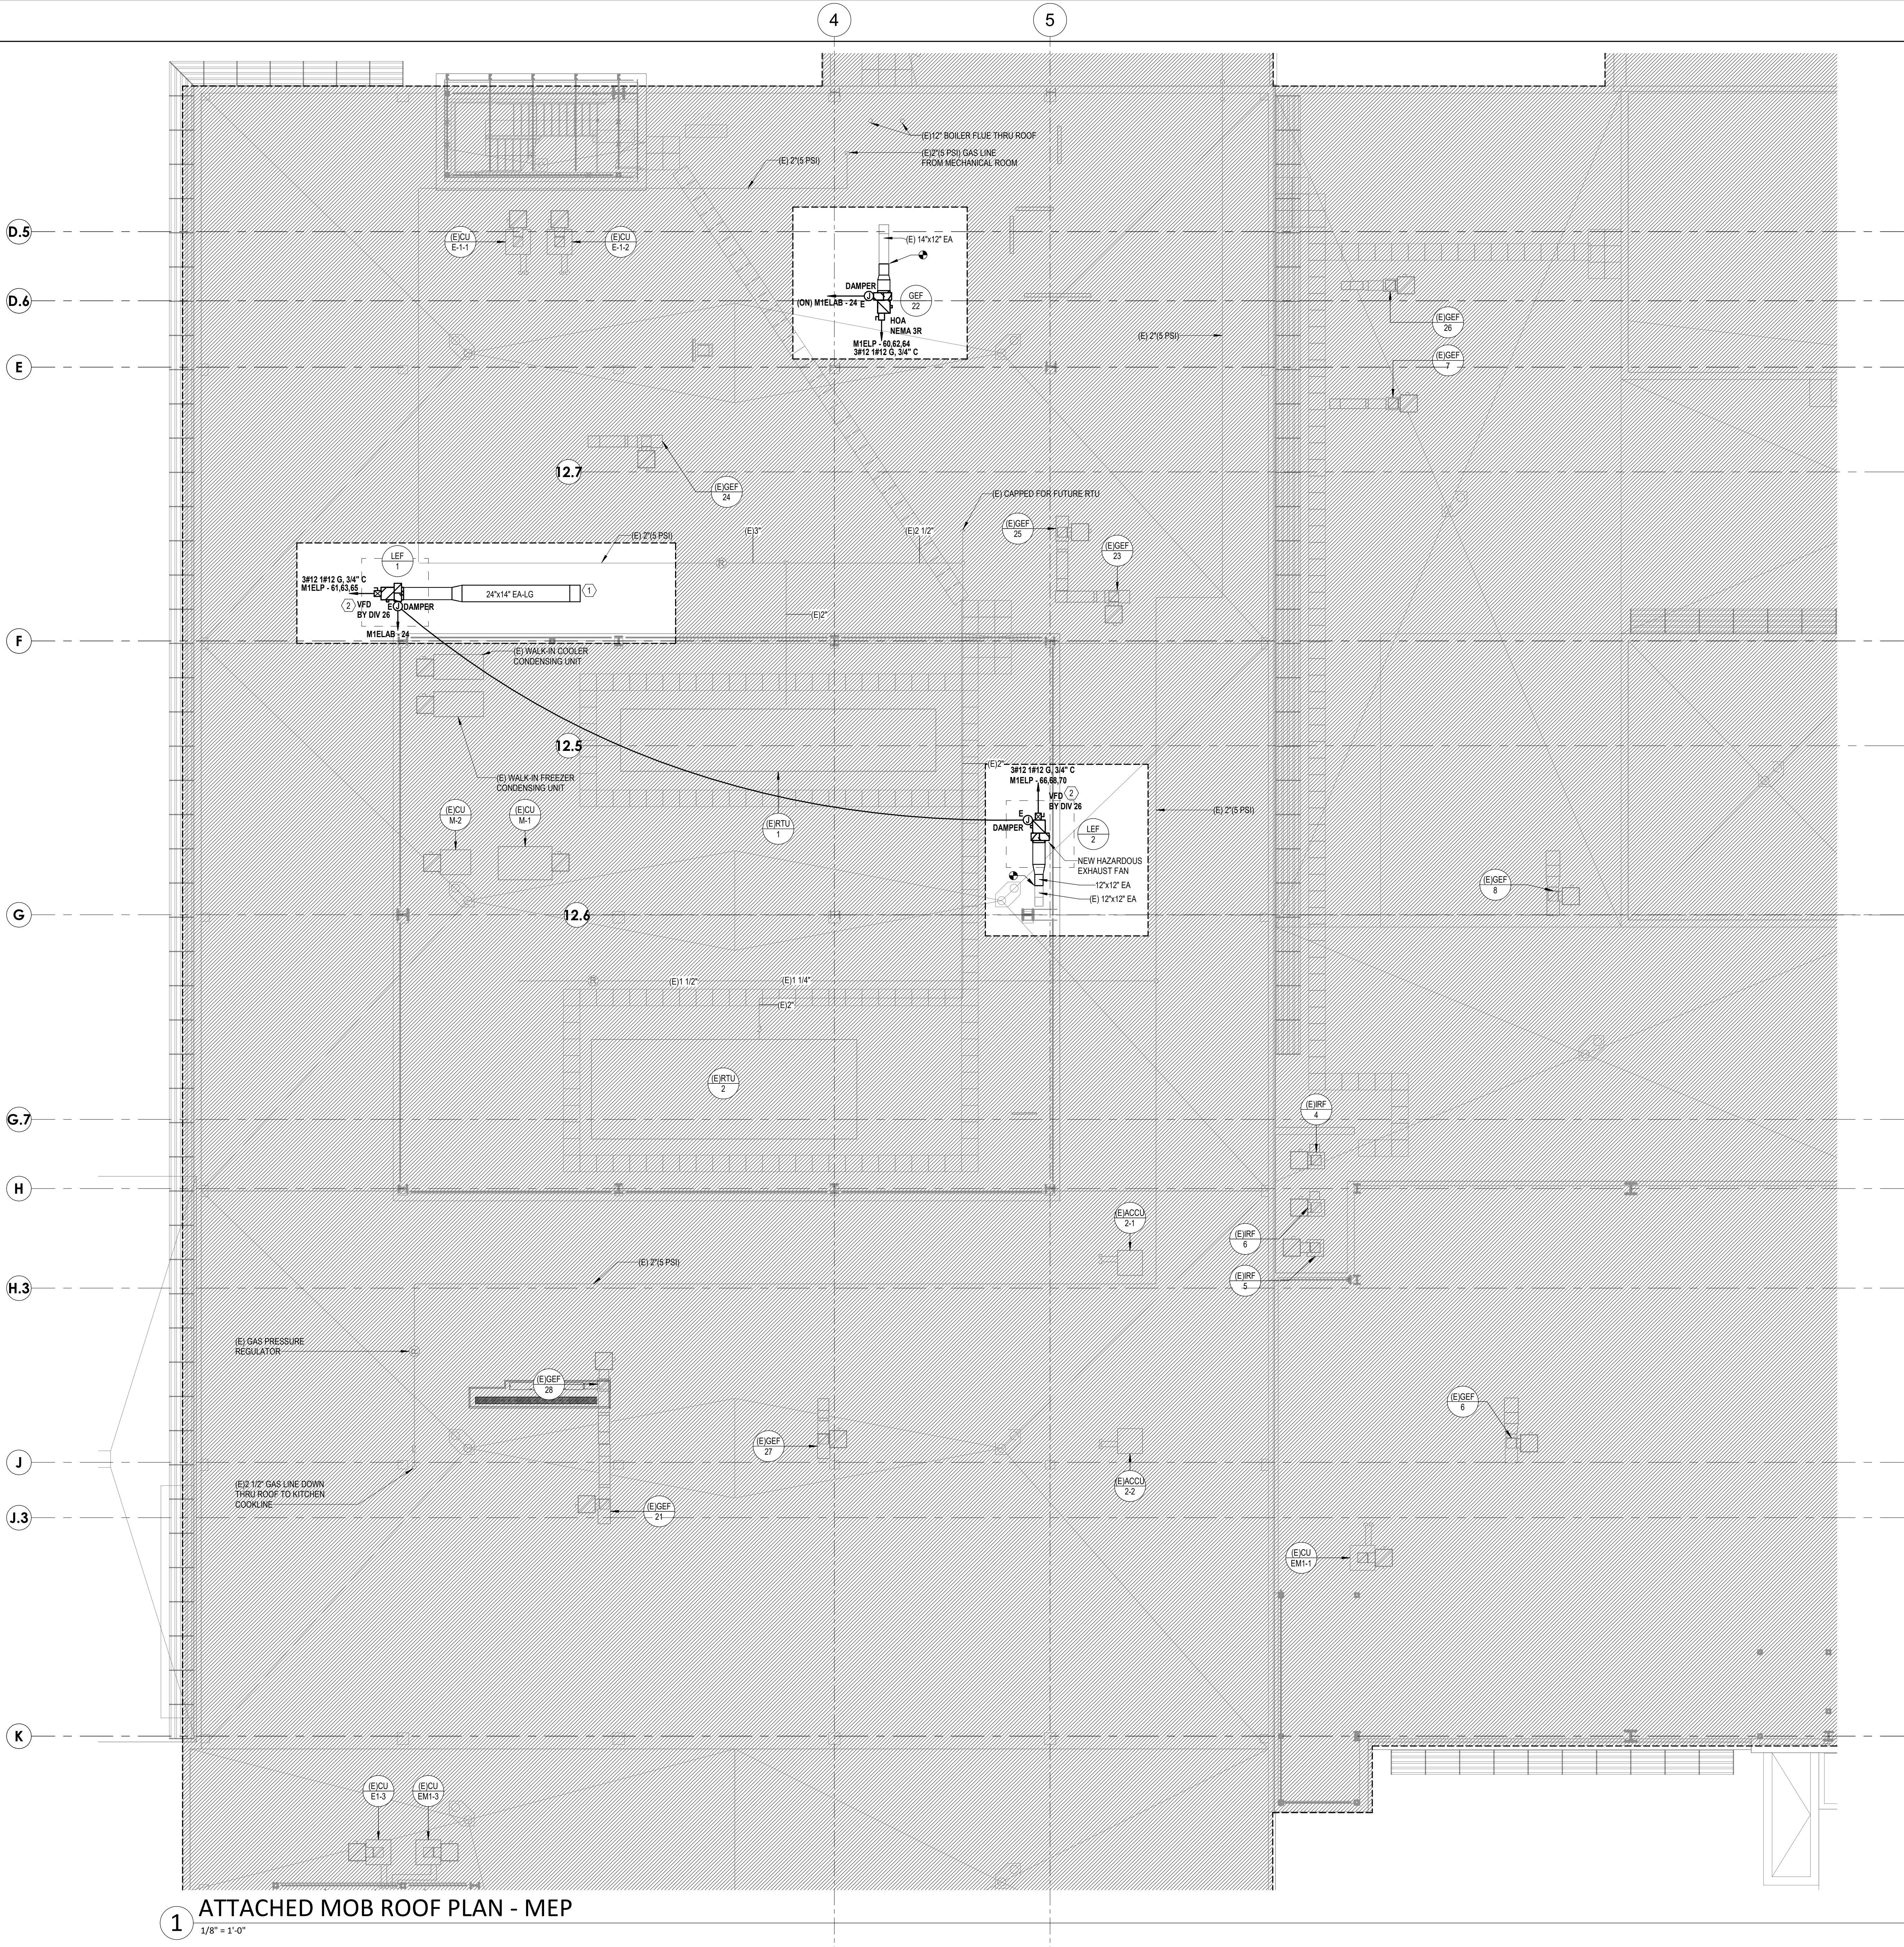 4
5
(E)12" BOILER FLUE THRU ROOF
(E)2"(5 PSI) GAS LINE
FROM MECHANICAL ROOM
(E) 2"(5 PSI)
D.5
(E)CU
E-1-1
(E)CU
E-1-2
(E) 14"x12" EA
D.6
DAMPER
J
(ON) M1ELAB - 24
E
GEF
22
HOA
NEMA 3R
M1ELP - 60,62,64
3#12 1#12 G, 3/4" C
(E)GEF
26
(E) 2"(5 PSI)
E
(E)GEF
7
12.7
(E)GEF
24
(E) CAPPED FOR FUTURE RTU
(E)GEF
25
(E)3"
(E)2 1/2"
(E) 2"(5 PSI)
(E)GEF
23
R
LEF
1
3#12 1#12 G, 3/4" C
M1ELP - 61,63,65
24"x14" EA-LG
1
2
VFD
BY DIV 26
E
J
DAMPER
M1ELAB - 24
(E)2"
F
(E) WALK-IN COOLER
CONDENSING UNIT
12.5
(E) WALK-IN FREEZER
CONDENSING UNIT
(E)2"
3#12 1#12 G, 3/4" C
M1ELP - 66,68,70
VFD
BY DIV 26
2
E
J
DAMPER
LEF
2
(E) 2"(5 PSI)
(E)CU
M-2
(E)CU
M-1
(E)RTU
1
NEW HAZARDOUS
EXHAUST FAN
12"x12" EA
(E) 12"x12" EA
(E)GEF
8
G
12.6
R
(E)1 1/2"
(E)1 1/4"
(E)2"
(E)RTU
2
(E)IRF
4
G.7
H
(E)ACCU
2-1
(E)IRF
6
(E) 2"(5 PSI)
(E)IRF
5
H.3
(E) GAS PRESSURE
REGULATOR
R
(E)GEF
28
(E)GEF
6
(E)GEF
27
J
(E)2 1/2" GAS LINE DOWN
THRU ROOF TO KITCHEN
COOKLINE
(E)ACCU
2-2
(E)GEF
21
J.3
(E)CU
EM1-1
K
(E)CU
E1-3
(E)CU
EM1-3
1
ATTACHED MOB ROOF PLAN - MEP
1/8" = 1'-0"